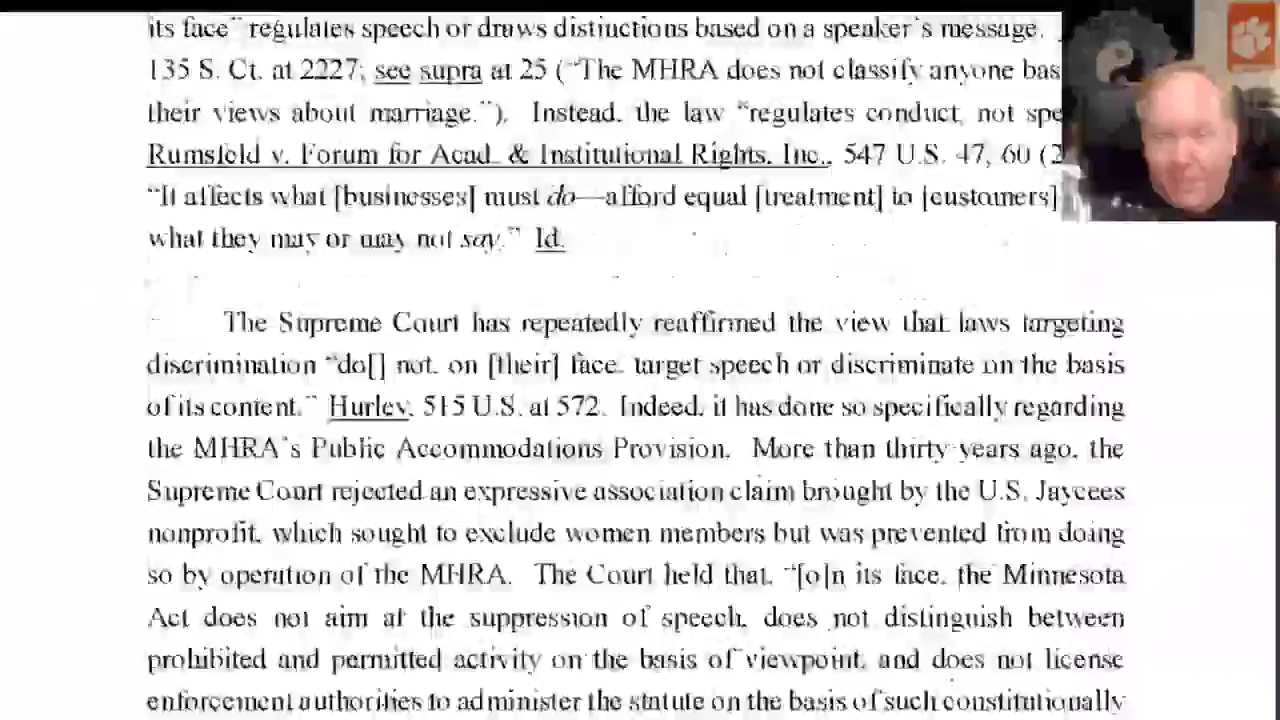 its face” regulates speech or draws distinctions based on a speaker’s message.
135 S. Ct. at 2227; see supra at 25 (“The MHRA does not classify anyone bas
their views about marriage.”). Instead, the law “regulates conduct, not spe
Rumsfeld v. Forum for Acad. & Institutional Rights, Inc., 547 U.S. 47, 60 (2
“It affects what [businesses] must do—afford equal [treatment] to [customers]
what they may or may not say.” Id.
The Supreme Court has repeatedly reaffirmed the view that laws targeting
discrimination “do[] not, on [their] face, target speech or discriminate on the basis
of its content.” Hurley, 515 U.S. at 572. Indeed, it has done so specifically regarding
the MHRA’s Public Accommodations Provision. More than thirty years ago, the
Supreme Court rejected an expressive association claim brought by the U.S. Jaycees
nonprofit, which sought to exclude women members but was prevented from doing
so by operation of the MHRA. The Court held that, “[o]n its face, the Minnesota
Act does not aim at the suppression of speech, does not distinguish between
prohibited and permitted activity on the basis of viewpoint, and does not license
enforcement authorities to administer the statute on the basis of such constitutionally